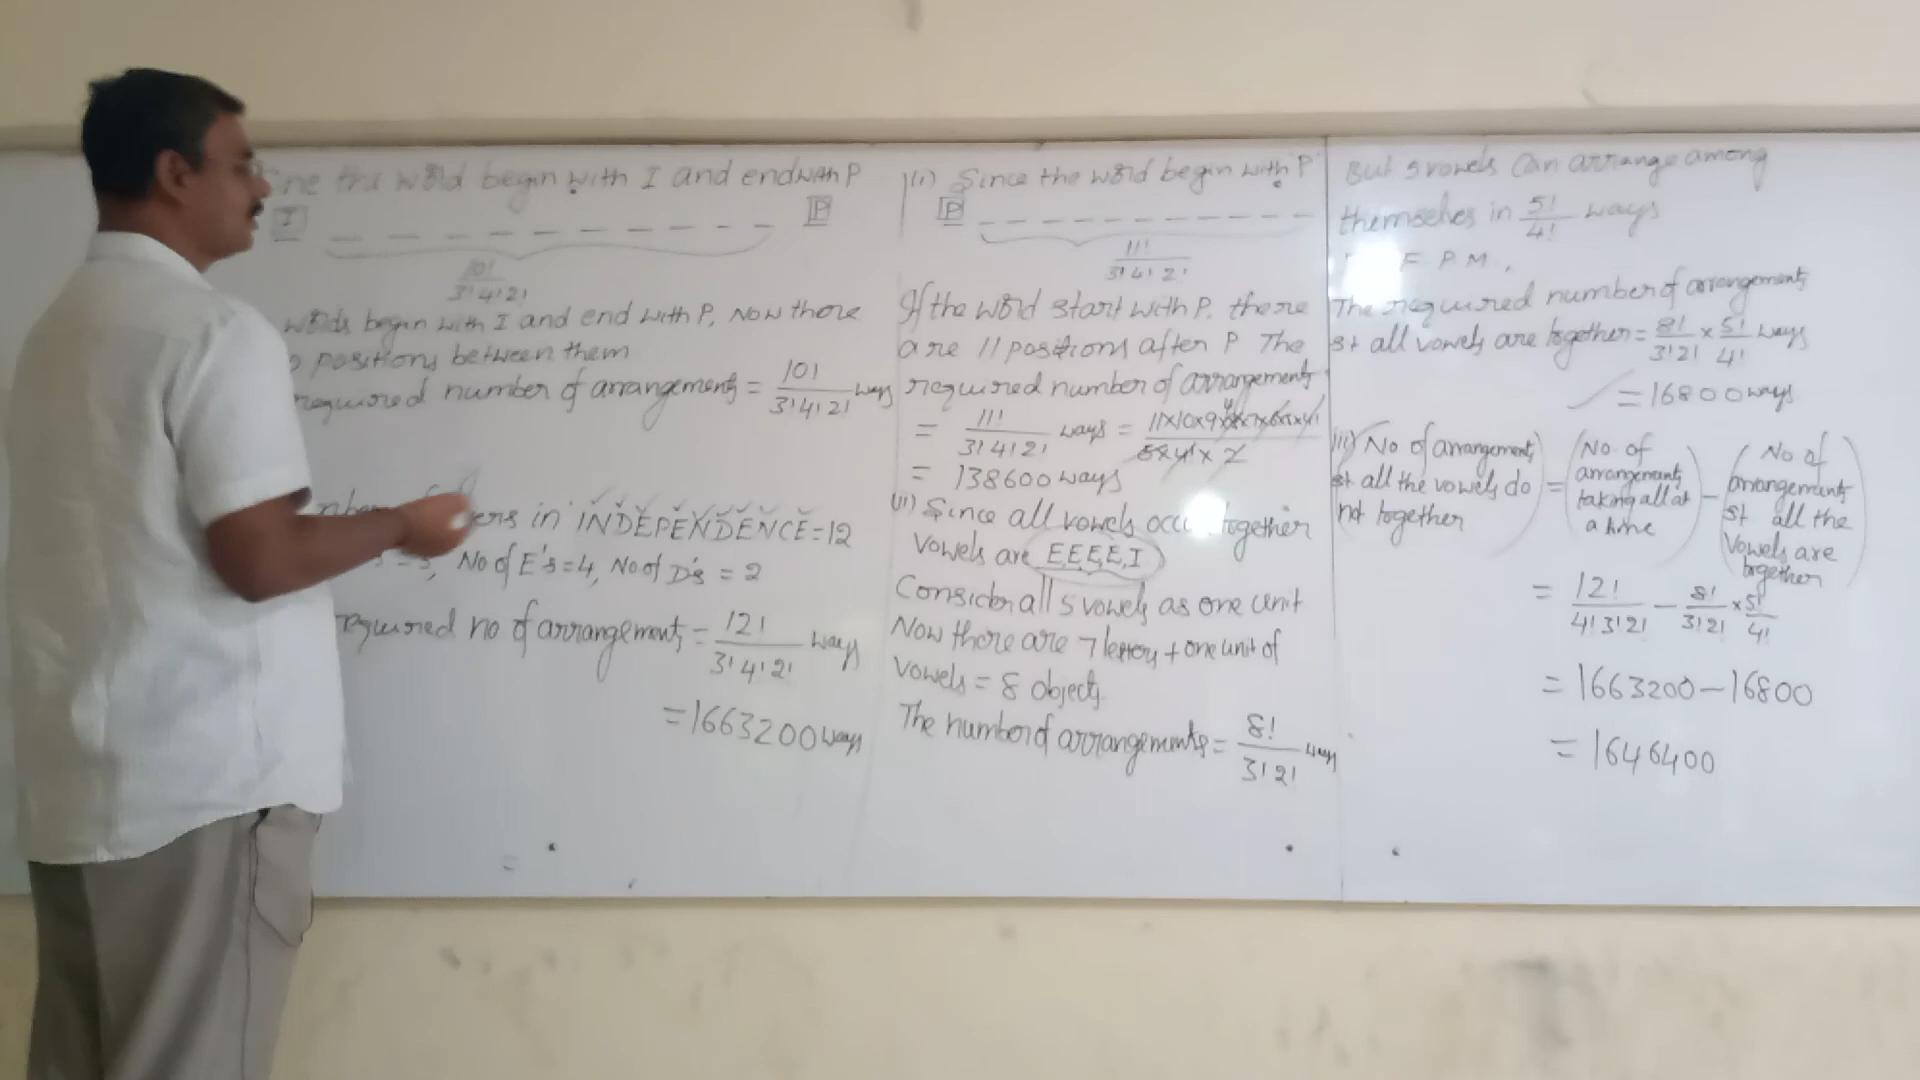 the word begin with I and end with P
I P
10!
3!4!2!
words begin with I and end with P, Now there
positions between them
required number of arrangements = 10! / 3!4!2! ways
in INDEPENDENCE = 12
No of E's = 4, No of D's = 2
required no of arrangements = 12! / 3!4!2! ways
= 1663200 ways
(i) Since the word begin with P
P
11!
3!4!2!
If the word start with P, there
are 11 positions after P The
required number of arrangements
= 11! / 3!4!2! ways =
= 138600 ways
(ii) Since all vowels together
vowels are E,E,E,E,I
Consider all 5 vowels as one unit
Now there are 7 letters + one unit of
vowels = 8 objects
The number of arrangements = 8! / 3!2! ways
But 5 vowels Can arrange among
themselves in 5! / 4! ways
F P M,
The required number of arrangements
st all vowels are together = 8! / 3!2! × 5! / 4! ways
= 16800 ways
(iii) No of arrangements st all the vowels do not together = (No. of arrangements taking all at a time) - (No of arrangements st all the vowels are together)
= 12! / 4!3!2! - 8! / 3!2! × 5! / 4!
= 1663200 - 16800
= 1646400